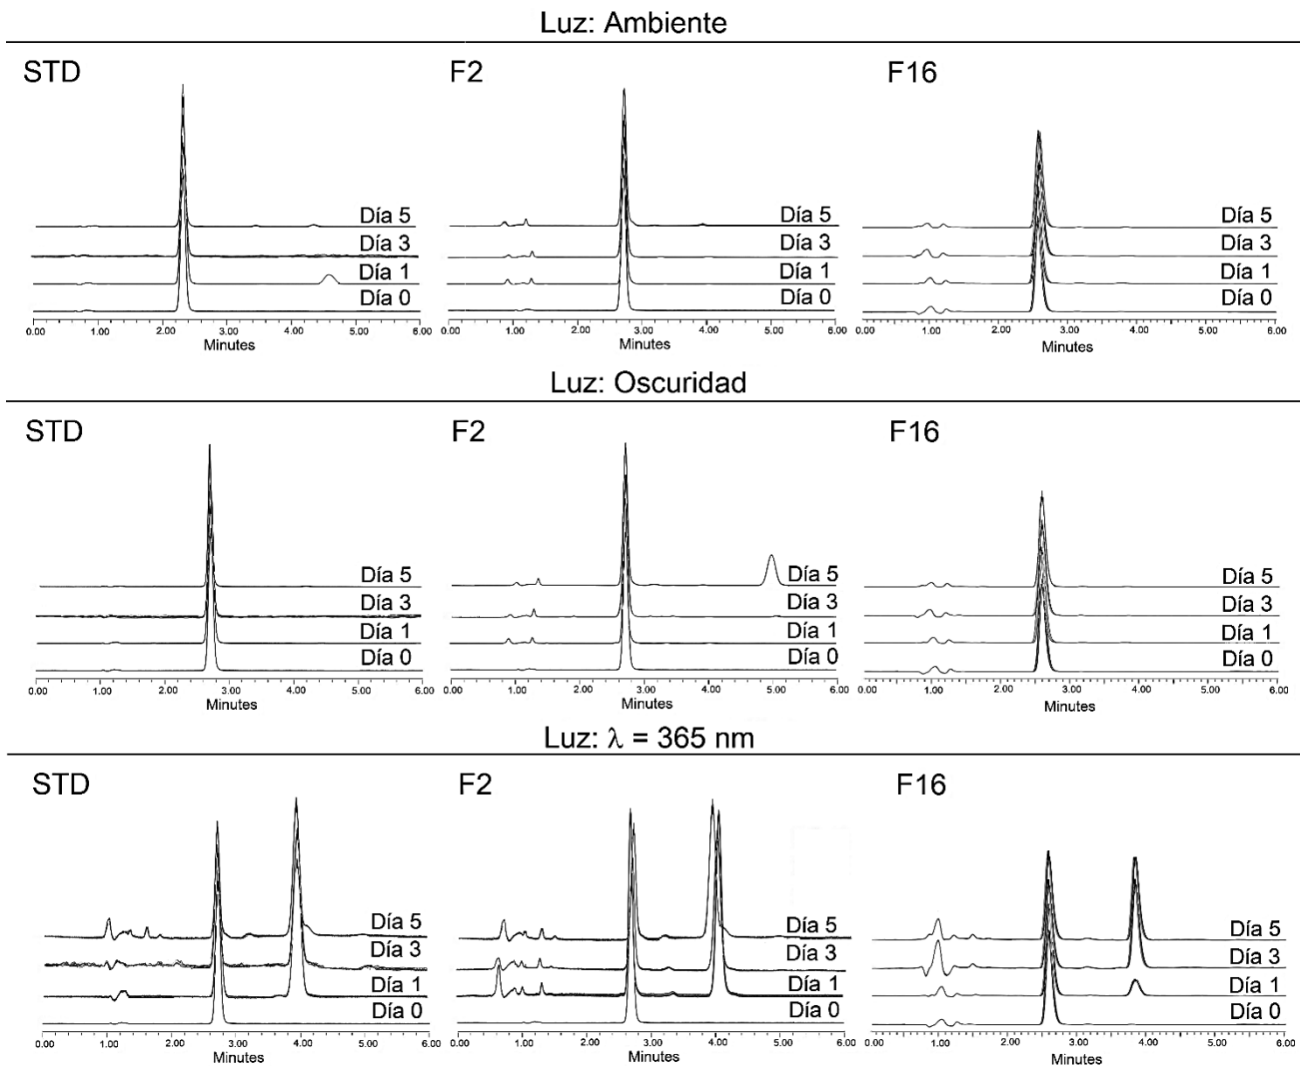 Luz: Ambiente
STD
F2
F16
Día 5
Día 3
Día 1
Día 0
0.00 2.00 3.00 4.00 5.00 6.00
Minutes
Día 5
Día 3
Día 1
Día 0
0.00 1.00 2.00 3.00 4.00 5.00 6.00
Minutes
Día 5
Día 3
Día 1
Día 0
0.00 1.00 2.00 3.00 4.00 5.00 6.00
Minutes
Luz: Oscuridad
STD
F2
F16
Día 5
Día 3
Día 1
Día 0
0.00 1.00 2.00 3.00 4.00 5.00 6.00
Minutes
Día 5
Día 3
Día 1
Día 0
0.00 1.00 2.00 3.00 4.00 5.00 6.00
Minutes
Día 5
Día 3
Día 1
Día 0
0.00 1.00 2.00 3.00 4.00 5.00 6.00
Minutes
Luz: λ = 365 nm
STD
F2
F16
Día 5
Día 3
Día 1
Día 0
0.00 1.00 2.00 3.00 4.00 5.00 6.00
Minutes
Día 5
Día 3
Día 1
Día 0
0.00 1.00 2.00 3.00 4.00 5.00 6.00
Minutes
Día 5
Día 3
Día 1
Día 0
0.00 1.00 2.00 3.00 4.00 5.00 6.00
Minutes